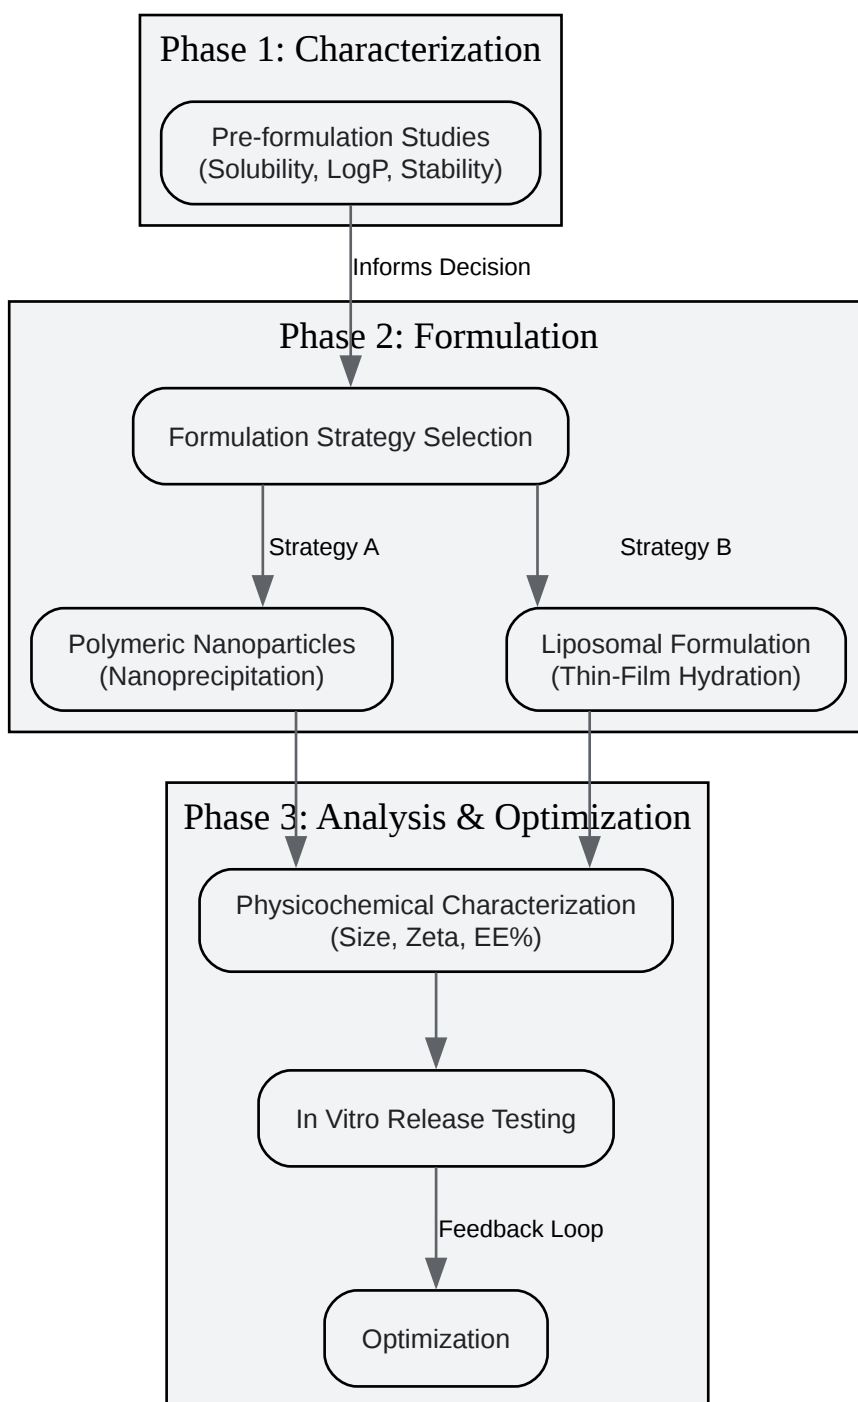 Phase 1: Characterization
Pre-formulation Studies
(Solubility, LogP, Stability)
Informs Decision
Phase 2: Formulation
Formulation Strategy Selection
Strategy A
Strategy B
Polymeric Nanoparticles
(Nanoprecipitation)
Liposomal Formulation
(Thin-Film Hydration)
Phase 3: Analysis & Optimization
Physicochemical Characterization
(Size, Zeta, EE%)
In Vitro Release Testing
Feedback Loop
Optimization